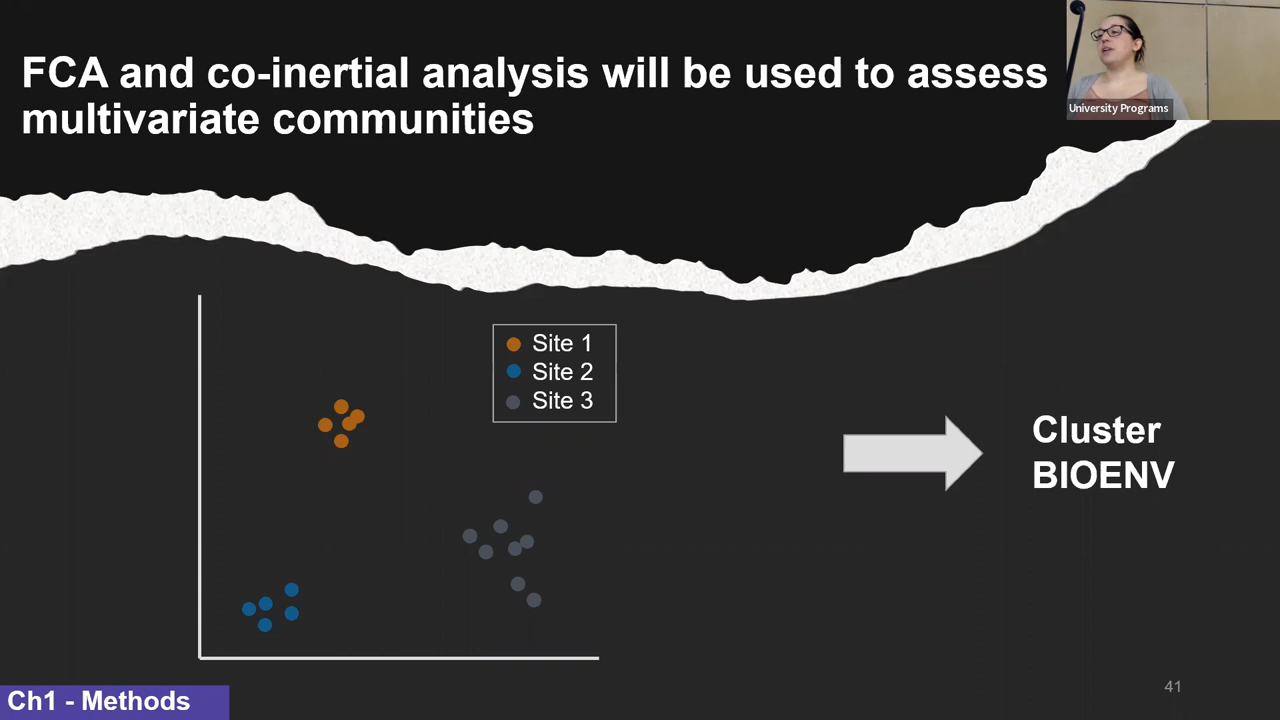 FCA and co-inertial analysis will be used to assess
multivariate communities
University Programs
Site 1
Site 2
Site 3
Cluster
BIOENV
Ch1 - Methods
41